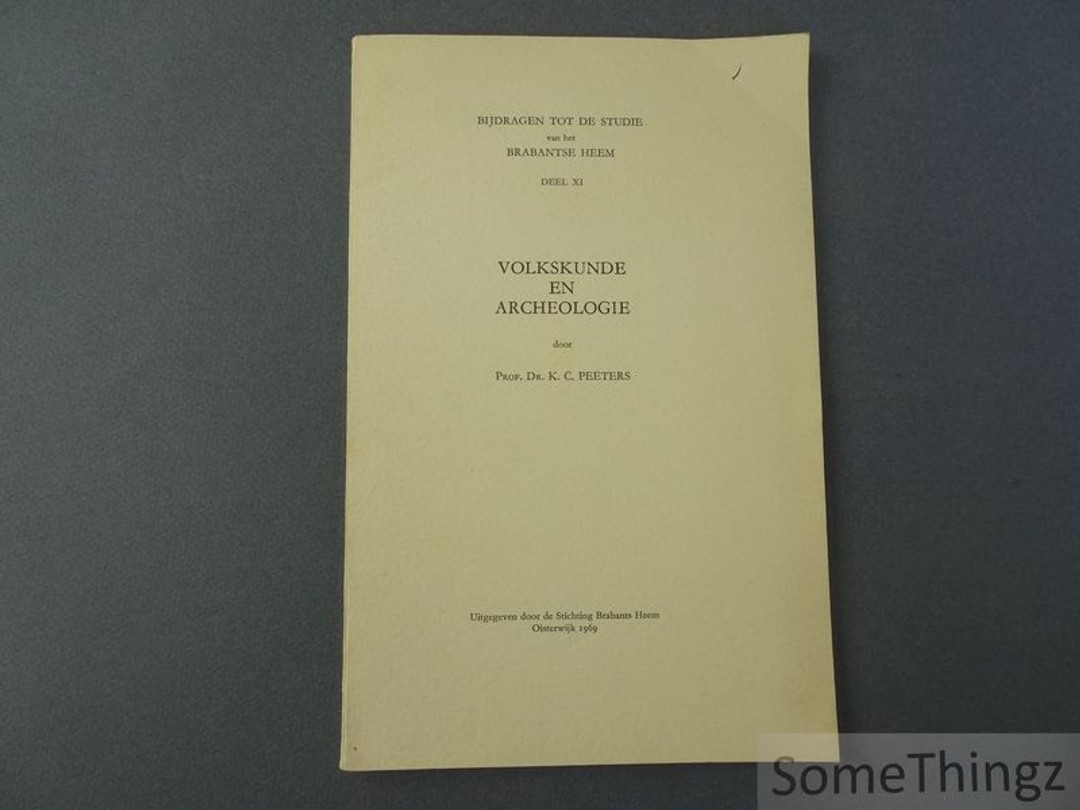 BIJDRAGEN TOT DE STUDIE
van het
BRABANTSE HEEM
DEEL XI
VOLKSKUNDE
EN
ARCHEOLOGIE
door
PROF. DR. K. C. PEETERS
Uitgegeven door de Stichting Brabants Heem
Oisterwijk 1969
SomeThingz